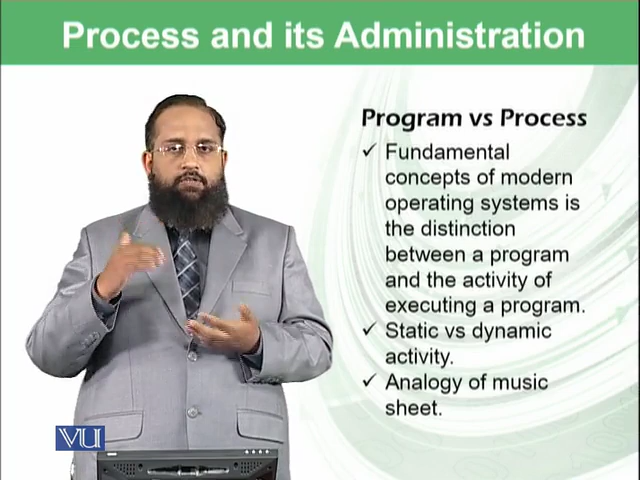 Process and its Administration
Program vs Process
✓ Fundamental
concepts of modern
operating systems is
the distinction
between a program
and the activity of
executing a program.
✓ Static vs dynamic
activity.
✓ Analogy of music
sheet.
VU